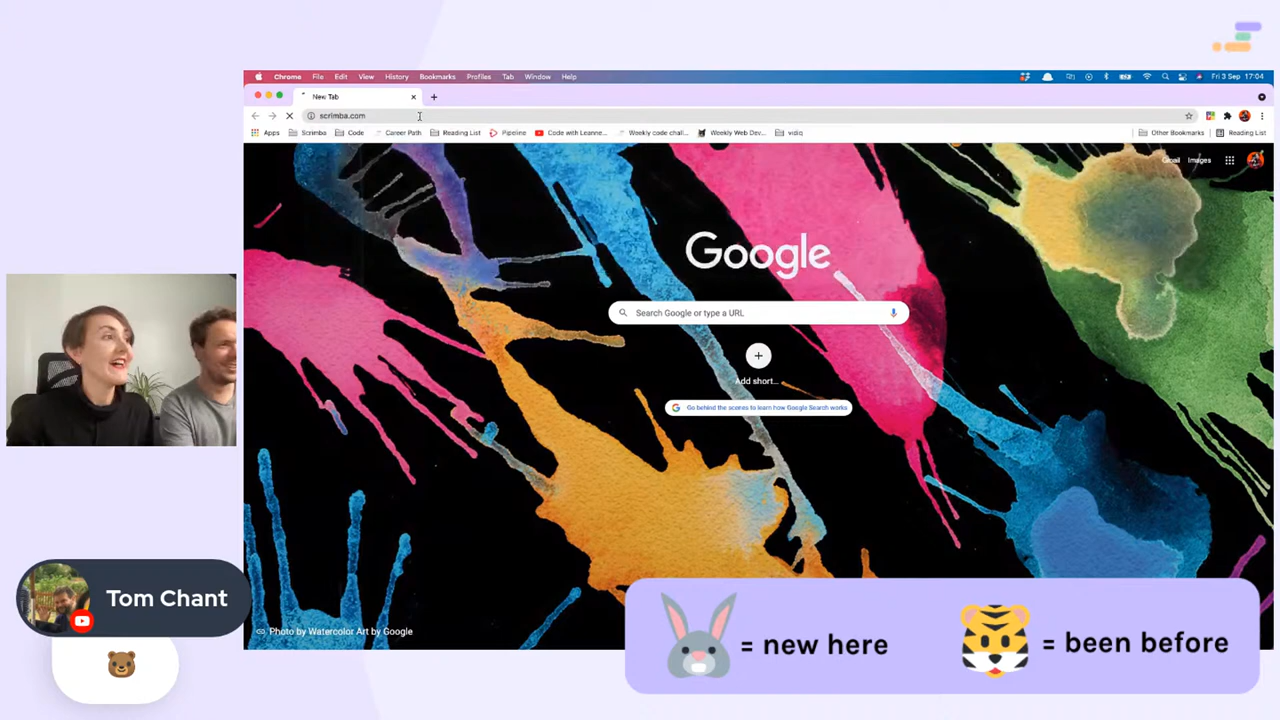 Chrome File Edit View History Bookmarks Profiles Tab Window Help
Fri 3 Sep 17:04
New Tab
scrimba.com
Apps Scrimba Code Career Path Reading List Pipeline Code with Leanne... Weekly code chall... Weekly Web Dev... vidiq
Other Bookmarks Reading List
Gmail Images
Google
Search Google or type a URL
Add short...
Go behind the scenes to learn how Google Search works
Photo by Watercolor Art by Google
Tom Chant
= new here
= been before